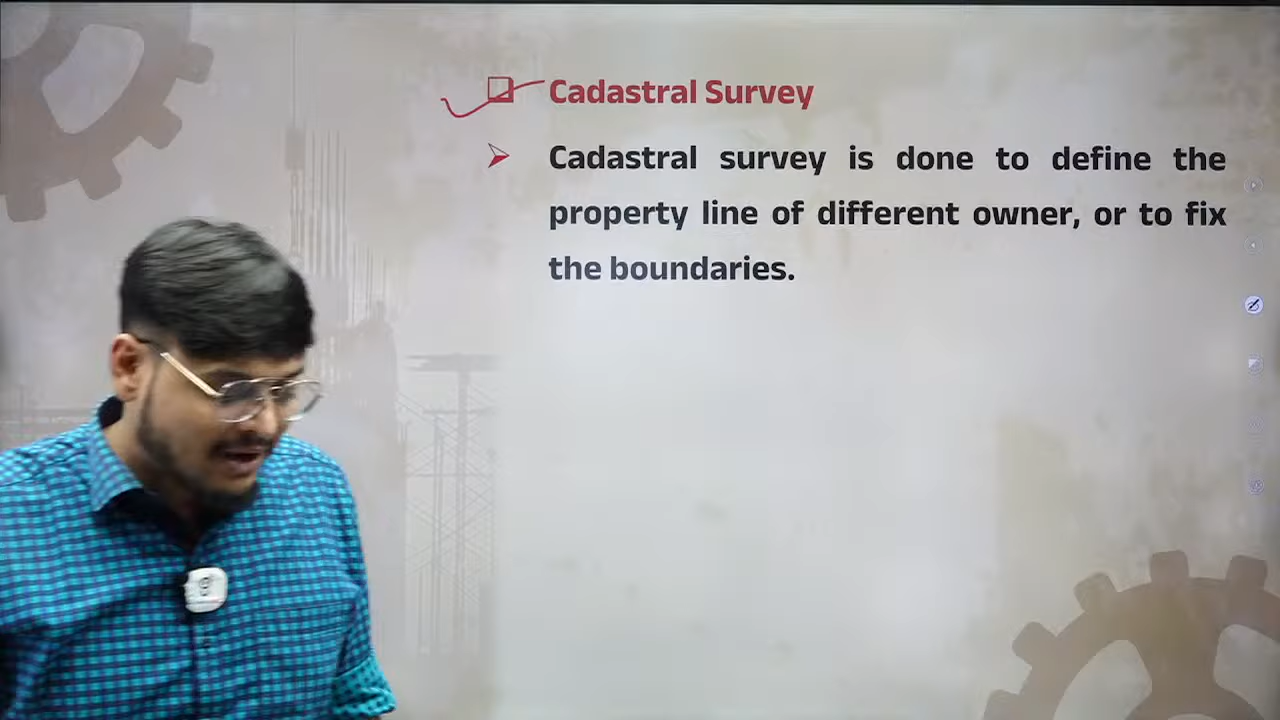 Cadastral Survey
Cadastral survey is done to define the
property line of different owner, or to fix
the boundaries.